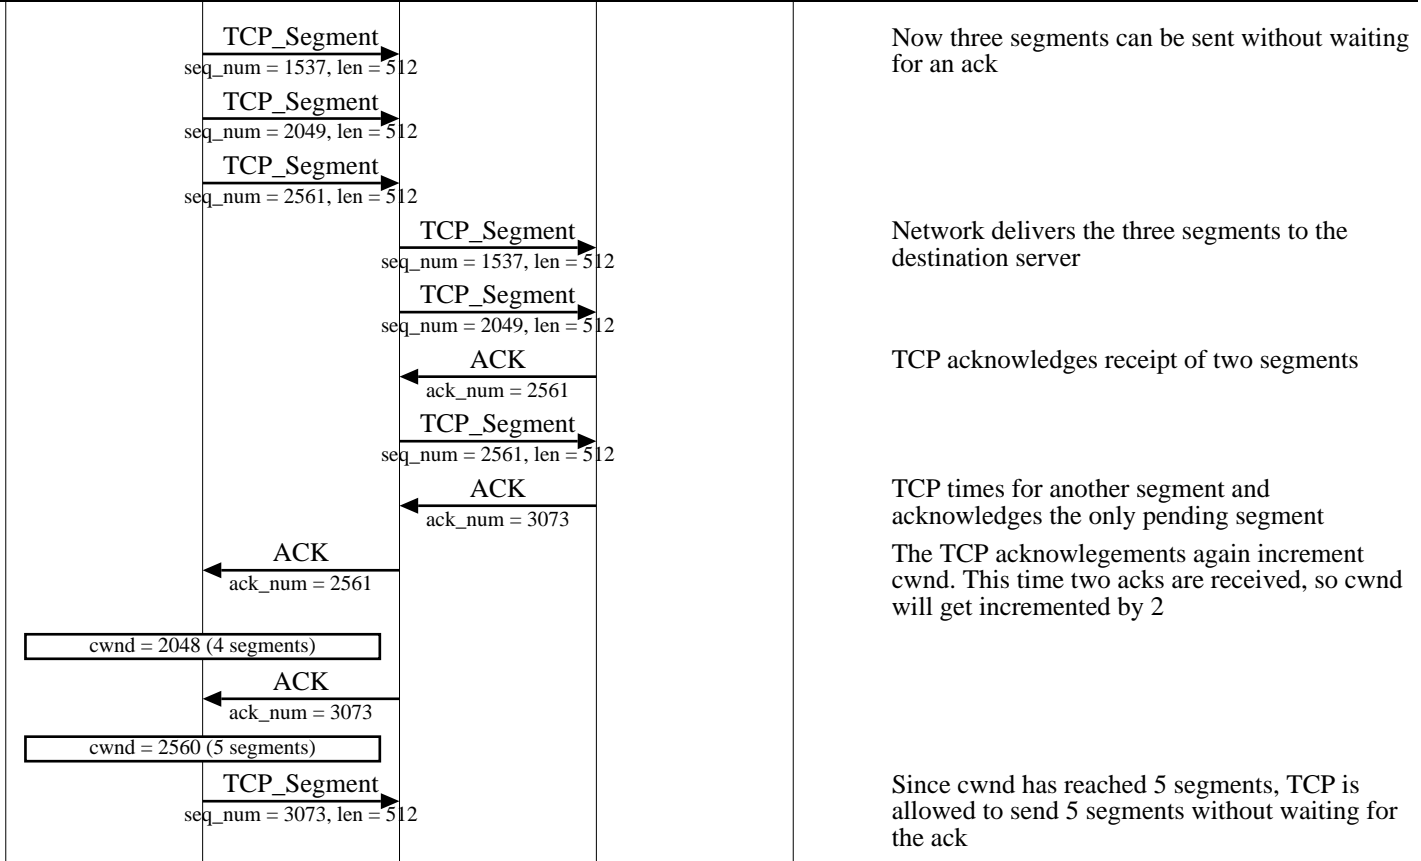 TCP_Segment
seq_num = 1537, len = 512
Now three segments can be sent without waiting
for an ack
TCP_Segment
seq_num = 2049, len = 512
TCP_Segment
seq_num = 2561, len = 512
TCP_Segment
seq_num = 1537, len = 512
Network delivers the three segments to the
destination server
TCP_Segment
seq_num = 2049, len = 512
ACK
ack_num = 2561
TCP acknowledges receipt of two segments
TCP_Segment
seq_num = 2561, len = 512
ACK
ack_num = 3073
TCP times for another segment and
acknowledges the only pending segment
ACK
ack_num = 2561
The TCP acknowlegements again increment
cwnd. This time two acks are received, so cwnd
will get incremented by 2
cwnd = 2048 (4 segments)
ACK
ack_num = 3073
cwnd = 2560 (5 segments)
TCP_Segment
seq_num = 3073, len = 512
Since cwnd has reached 5 segments, TCP is
allowed to send 5 segments without waiting for
the ack